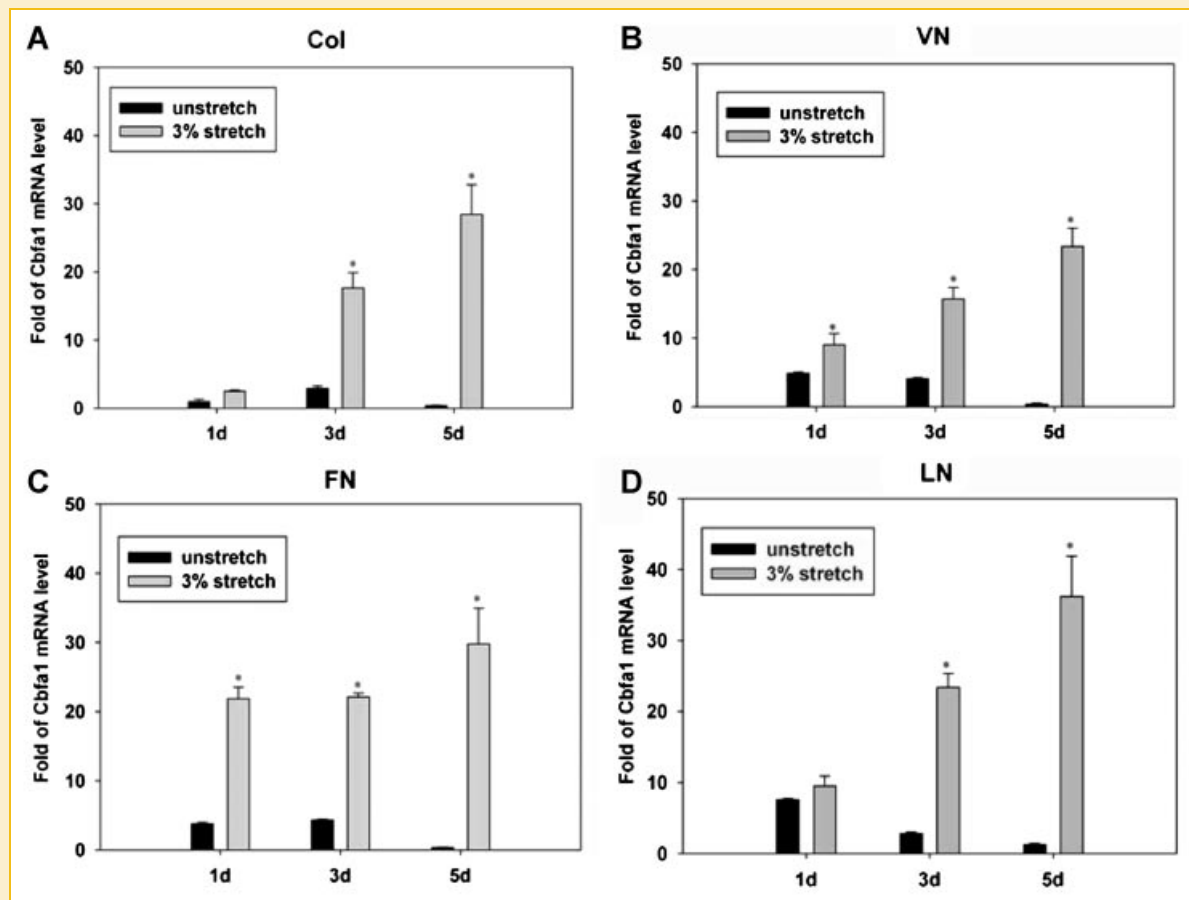 A
Col
Fold of Cbfa1 mRNA level
50
40
30
20
10
0
unstretch
3% stretch
*
*
1d
3d
5d
B
VN
Fold of Cbfa1 mRNA level
50
40
30
20
10
0
unstretch
3% stretch
*
*
*
1d
3d
5d
C
FN
Fold of Cbfa1 mRNA level
50
40
30
20
10
0
unstretch
3% stretch
*
*
*
1d
3d
5d
D
LN
Fold of Cbfa1 mRNA level
50
40
30
20
10
0
unstretch
3% stretch
*
*
1d
3d
5d